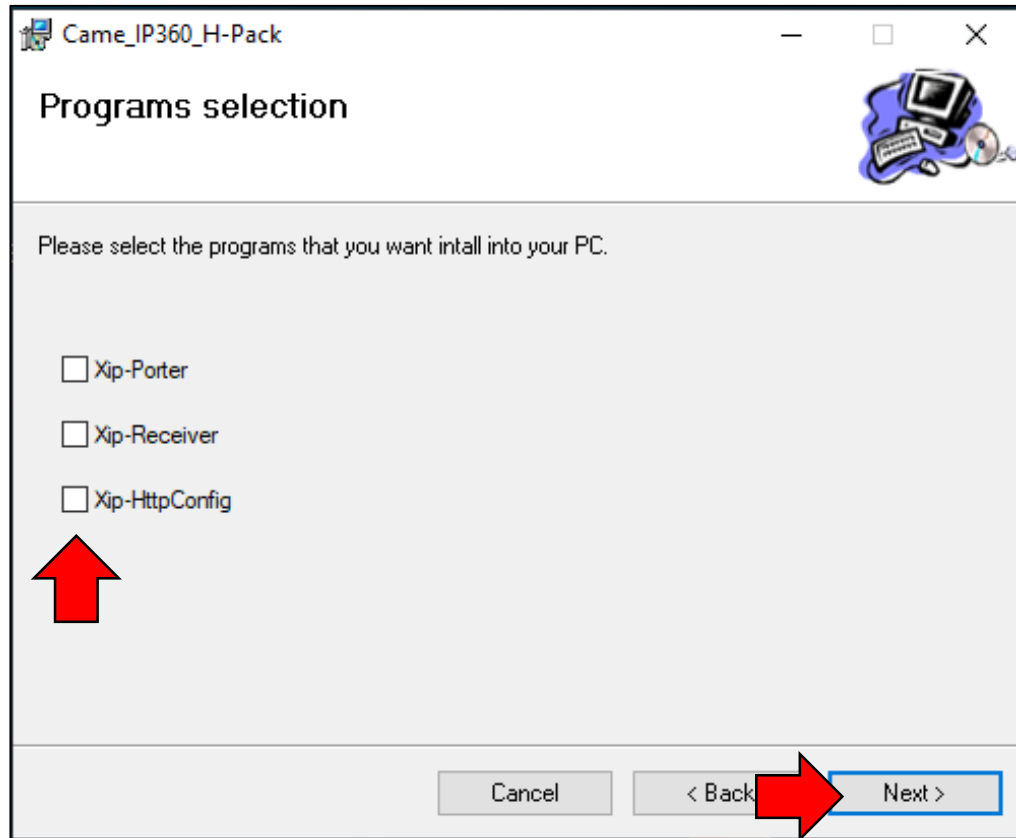 Came_IP360_H-Pack
Programs selection
Please select the programs that you want intall into your PC.
Xip-Porter
Xip-Receiver
Xip-HttpConfig
Cancel
< Back
Next >